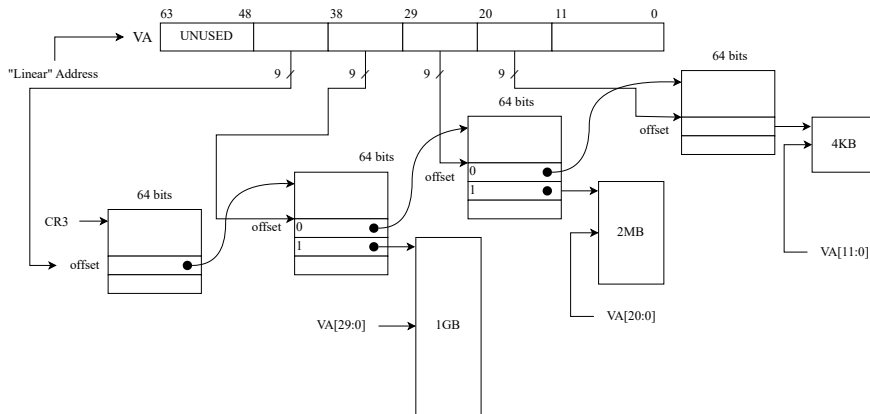 63 48 38 29 20 11 0
VA UNUSED
64 bits
"Linear" Address
9 9 9 9
64 bits
offset
4KB
64 bits
0
offset
1
64 bits
2MB
CR3
offset
0
1
VA[11:0]
offset
VA[29:0]
1GB
VA[20:0]